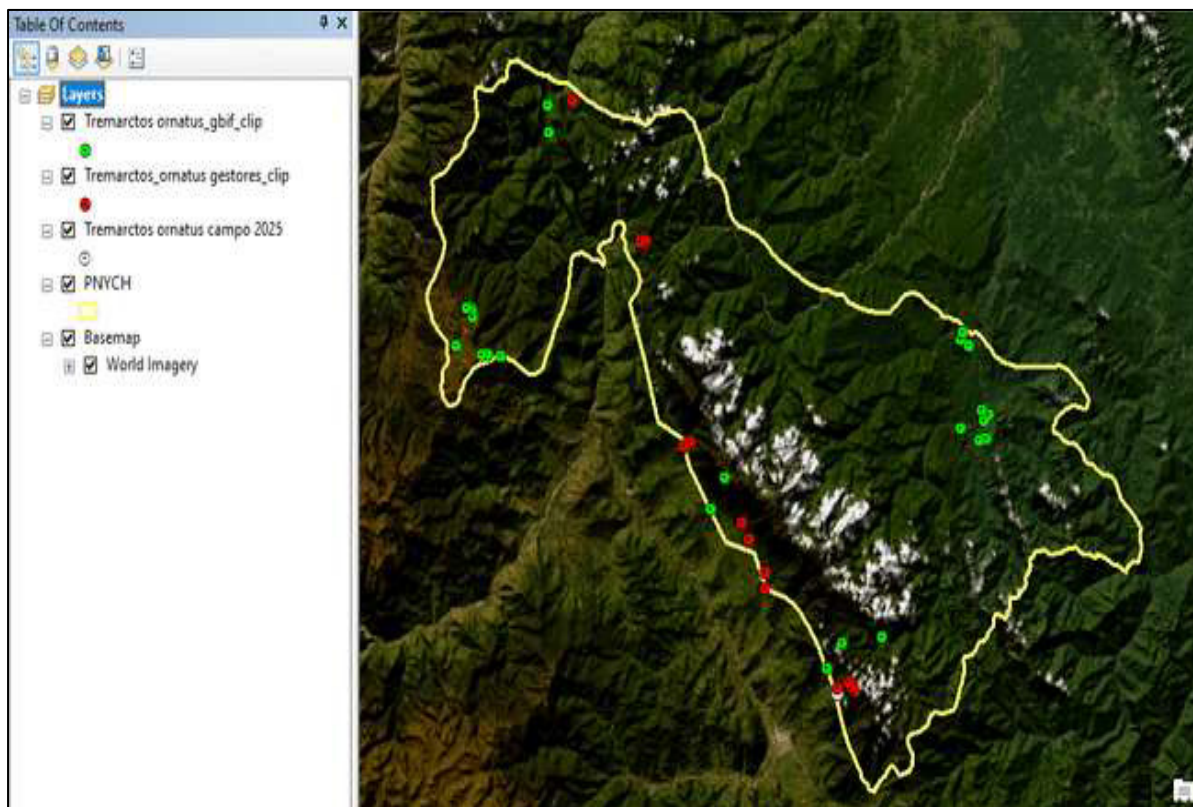 Table Of Contents
Layers
Tremarctos ornatus_gbif_clip
Tremarctos_ornatus gestores_clip
Tremarctos ornatus campo 2025
PNYCH
Basemap
World Imagery